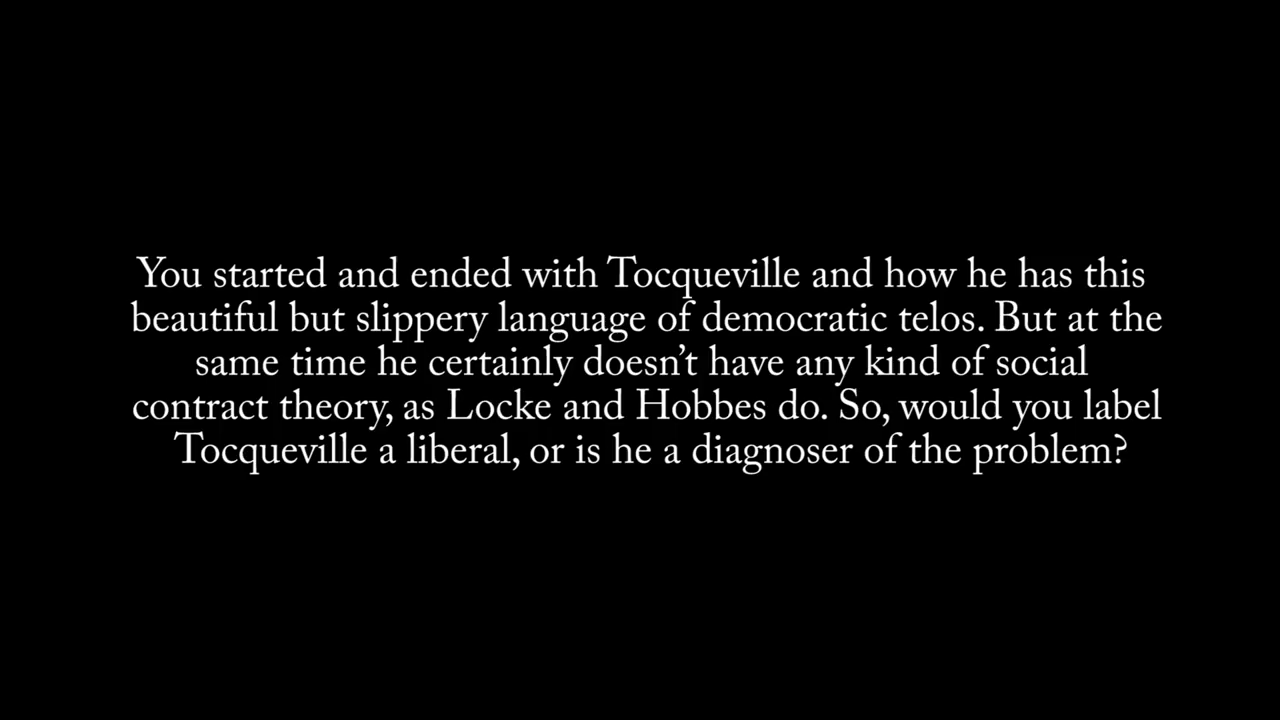 You started and ended with Tocqueville and how he has this
beautiful but slippery language of democratic telos. But at the
same time he certainly doesn’t have any kind of social
contract theory, as Locke and Hobbes do. So, would you label
Tocqueville a liberal, or is he a diagnoser of the problem?